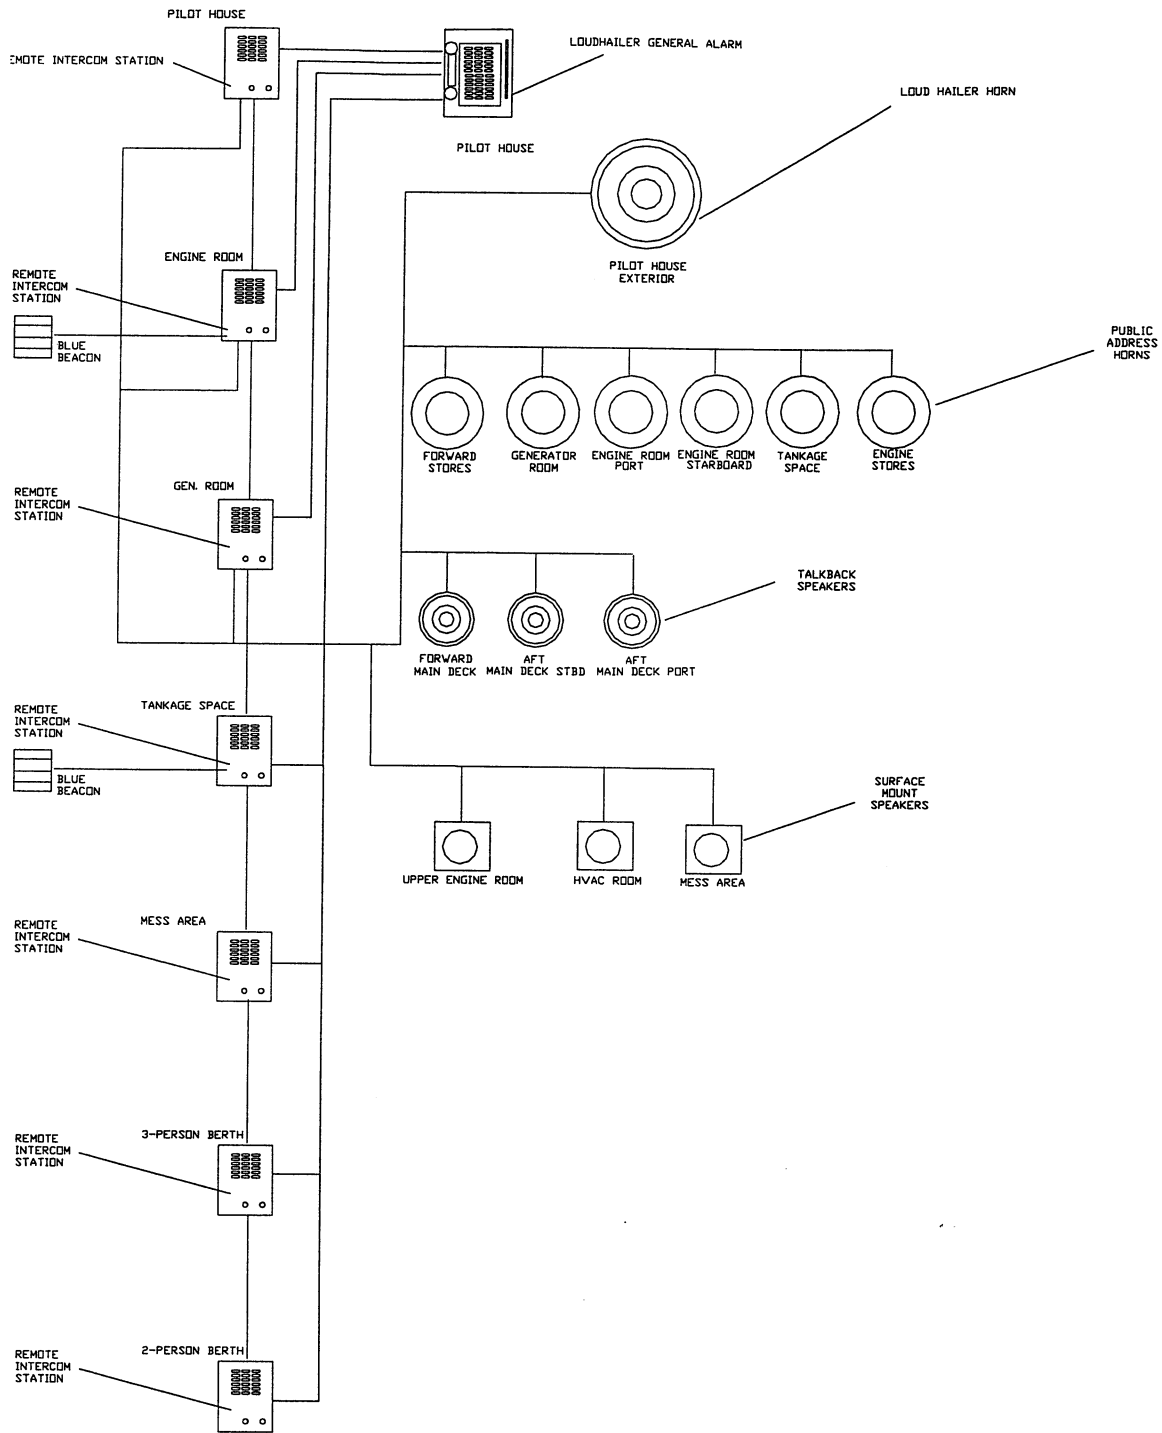 PILOT HOUSE
EMOTE INTERCOM STATION
LOUDHAILER GENERAL ALARM
LOUD HAILER HORN
PILOT HOUSE
ENGINE ROOM
PILOT HOUSE
EXTERIOR
REMOTE
INTERCOM
STATION
BLUE
BEACON
PUBLIC
ADDRESS
HORNS
FORWARD
STORES
GENERATOR
ROOM
ENGINE ROOM
PORT
ENGINE ROOM
STARBOARD
TANKAGE
SPACE
ENGINE
STORES
GEN. ROOM
REMOTE
INTERCOM
STATION
TALKBACK
SPEAKERS
FORWARD
MAIN DECK
AFT
MAIN DECK STBD
AFT
MAIN DECK PORT
TANKAGE SPACE
REMOTE
INTERCOM
STATION
BLUE
BEACON
SURFACE
MOUNT
SPEAKERS
UPPER ENGINE ROOM
HVAC ROOM
MESS AREA
MESS AREA
REMOTE
INTERCOM
STATION
3-PERSON BERTH
REMOTE
INTERCOM
STATION
2-PERSON BERTH
REMOTE
INTERCOM
STATION